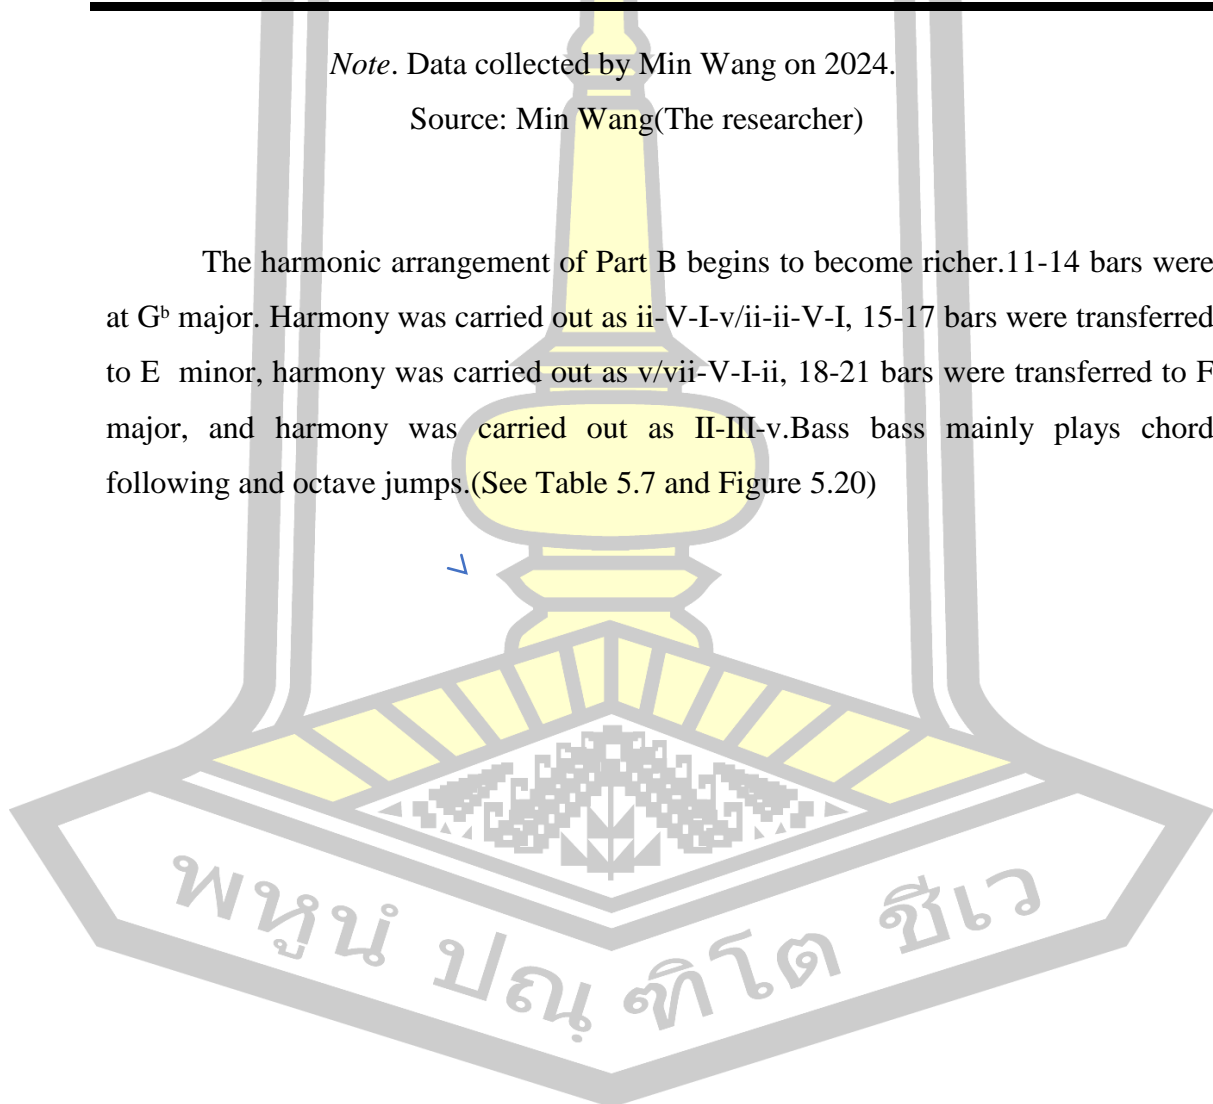 Note. Data collected by Min Wang on 2024.
Source: Min Wang(The researcher)
The harmonic arrangement of Part B begins to become richer.11-14 bars were
at Gᵇ major. Harmony was carried out as ii-V-I-v/ii-ii-V-I, 15-17 bars were transferred
to E  minor, harmony was carried out as v/vii-V-I-ii, 18-21 bars were transferred to F
major, and harmony was carried out as II-III-v.Bass bass mainly plays chord
following and octave jumps.(See Table 5.7 and Figure 5.20)
พหูนํ ปณฺฑิโต ชีเว